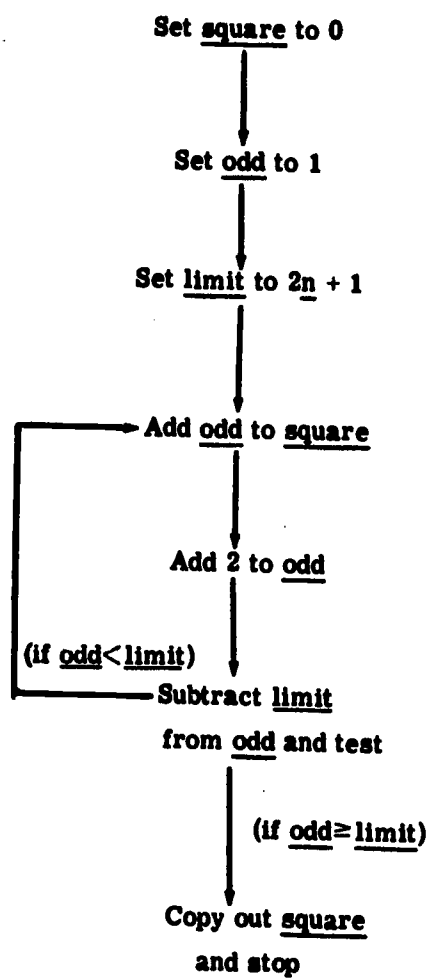 Set square to 0
Set odd to 1
Set limit to 2n + 1
Add odd to square
Add 2 to odd
(if odd<limit)
Subtract limit
from odd and test
(if odd≥limit)
Copy out square
and stop